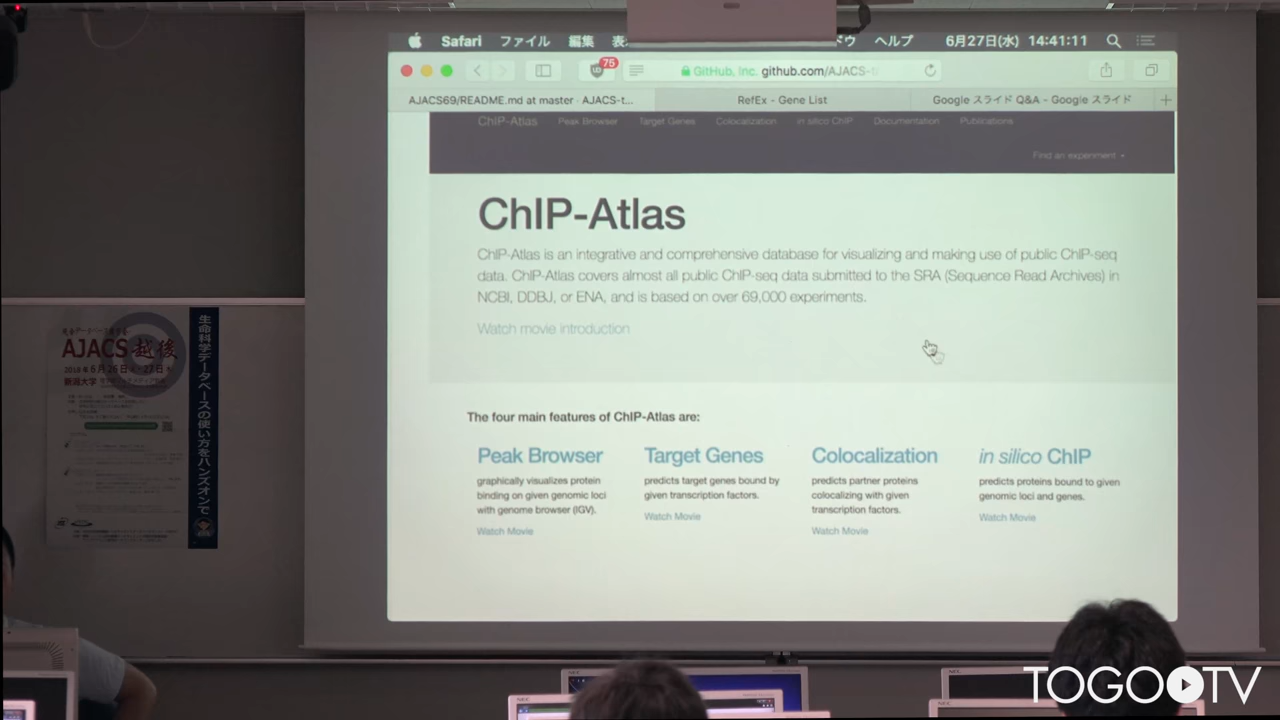 Safari ファイル 編集 ドウ ヘルプ 6月27日(水) 14:41:11
75
GitHub, Inc. github.com/AJACS-t
AJACS69/README.md at master · AJACS-t...
RefEx - Gene List
Google スライド Q&A - Google スライド
ChIP-Atlas Peak Browser Target Genes Colocalization in silico ChIP Documentation Publications
Find an experiment
ChIP-Atlas
ChIP-Atlas is an integrative and comprehensive database for visualizing and making use of public ChIP-seq
data. ChIP-Atlas covers almost all public ChIP-seq data submitted to the SRA (Sequence Read Archives) in
NCBI, DDBJ, or ENA, and is based on over 69,000 experiments.
Watch movie introduction
The four main features of ChIP-Atlas are:
Peak Browser
graphically visualizes protein
binding on given genomic loci
with genome browser (IGV).
Watch Movie
Target Genes
predicts target genes bound by
given transcription factors.
Watch Movie
Colocalization
predicts partner proteins
colocalizing with given
transcription factors.
Watch Movie
in silico ChIP
predicts proteins bound to given
genomic loci and genes.
Watch Movie
AJACS 越後
新潟大学
生命科学データベースの使い方をハンズオンで
NEC
NEC
NEC
NEC
TOGOTV